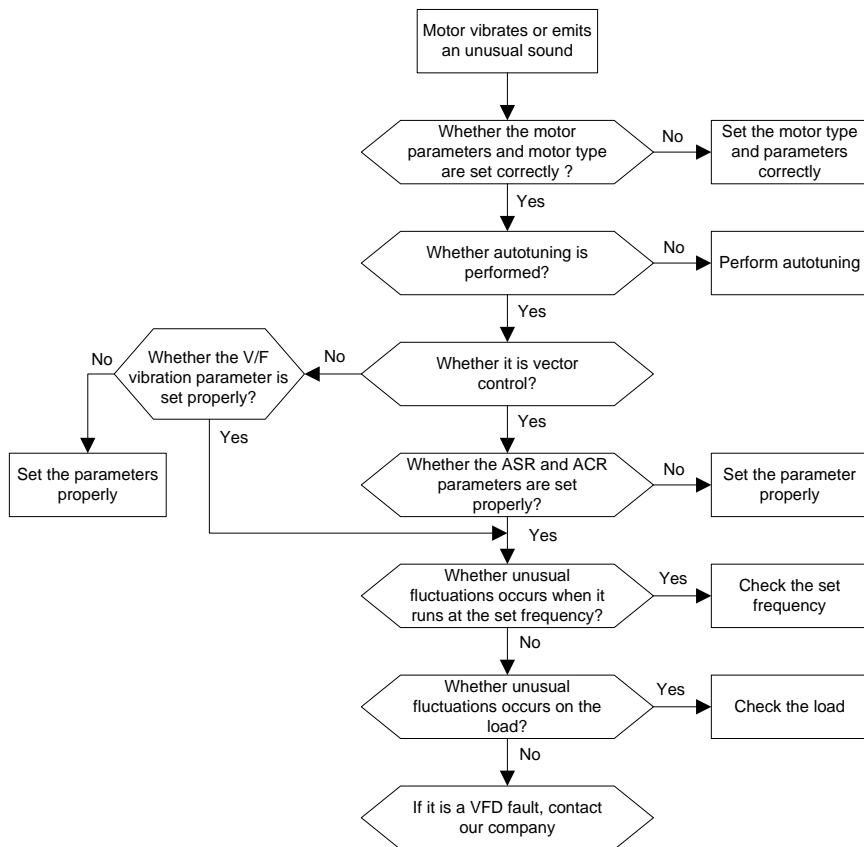 Motor vibrates or emits
an unusual sound
Whether the motor
parameters and motor type
are set correctly ?
No
Set the motor type
and parameters
correctly
Yes
Whether autotuning is
performed?
No
Perform autotuning
Yes
No
Whether the V/F
vibration parameter is
set properly?
No
Whether it is vector
control?
Yes
Yes
Set the parameters
properly
Whether the ASR and ACR
parameters are set
properly?
No
Set the parameter
properly
Yes
Whether unusual
fluctuations occurs when it
runs at the set frequency?
Yes
Check the set
frequency
No
Whether unusual
fluctuations occurs on the
load?
Yes
Check the load
No
If it is a VFD fault, contact
our company